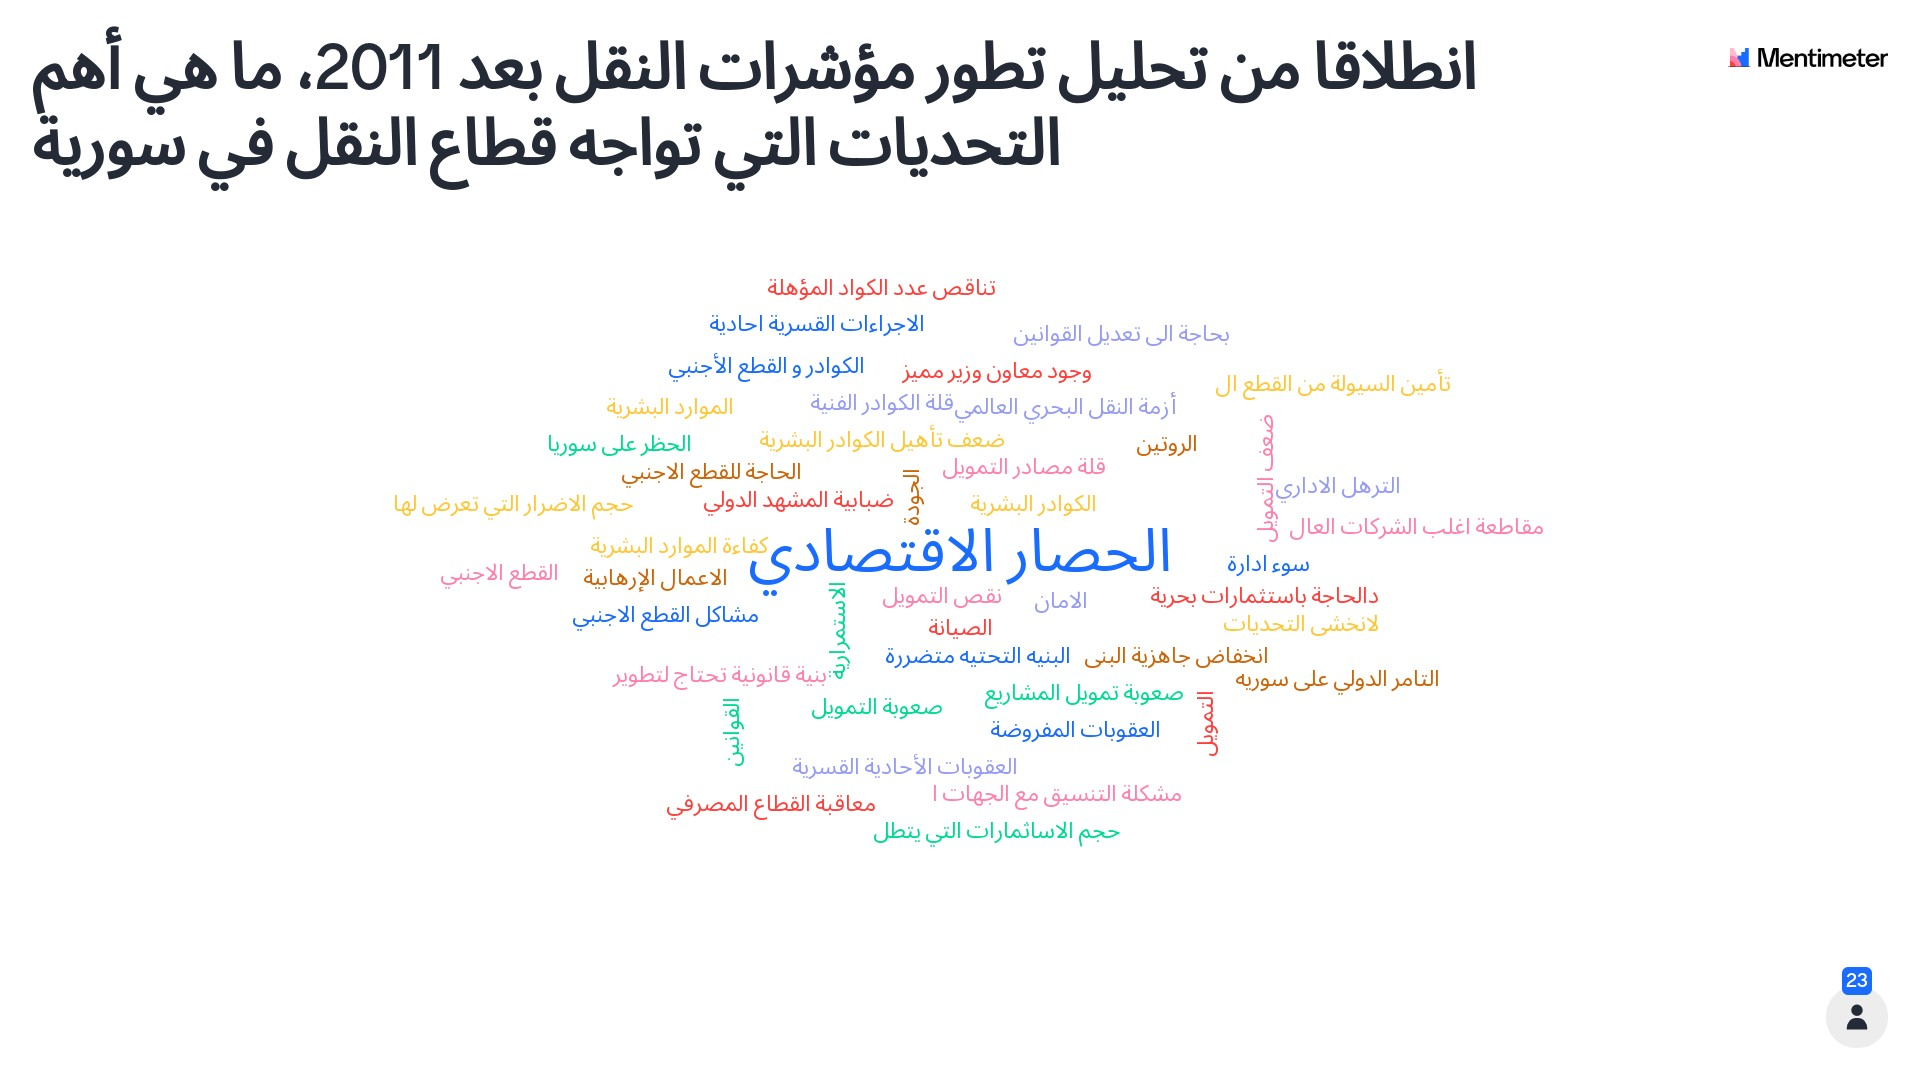 انطلاقا من تحليل تطور مؤشرات النقل بعد 2011، ما هي أهم
التحديات التي تواجه قطاع النقل في سورية
Mentimeter
تناقص عدد الكواد المؤهلة
الاجراءات القسرية احادية
بحاجة الى تعديل القوانين
الكوادر و القطع الأجنبي
وجود معاون وزير مميز
تأمين السيولة من القطع ال
الموارد البشرية
قلة الكوادر الفنية
أزمة النقل البحري العالمي
ضعف التمويل
الحظر على سوريا
ضعف تأهيل الكوادر البشرية
الروتين
الحاجة للقطع الاجنبي
الجودة
قلة مصادر التمويل
الترهل الاداري
حجم الاضرار التي تعرض لها
ضبابية المشهد الدولي
الكوادر البشرية
مقاطعة اغلب الشركات العال
كفاءة الموارد البشرية
الحصار الاقتصادي
سوء ادارة
القطع الاجنبي
الاعمال الإرهابية
الاستمرارية
نقص التمويل
الامان
دالحاجة باستثمارات بحرية
مشاكل القطع الاجنبي
الصيانة
لانخشى التحديات
البنيه التحتيه متضررة
انخفاض جاهزية البنى
بنية قانونية تحتاج لتطوير
التامر الدولي على سوريه
صعوبة تمويل المشاريع
القوانين
صعوبة التمويل
التمويل
العقوبات المفروضة
العقوبات الأحادية القسرية
مشكلة التنسيق مع الجهات ا
معاقبة القطاع المصرفي
حجم الاساثمارات التي يتطل
23